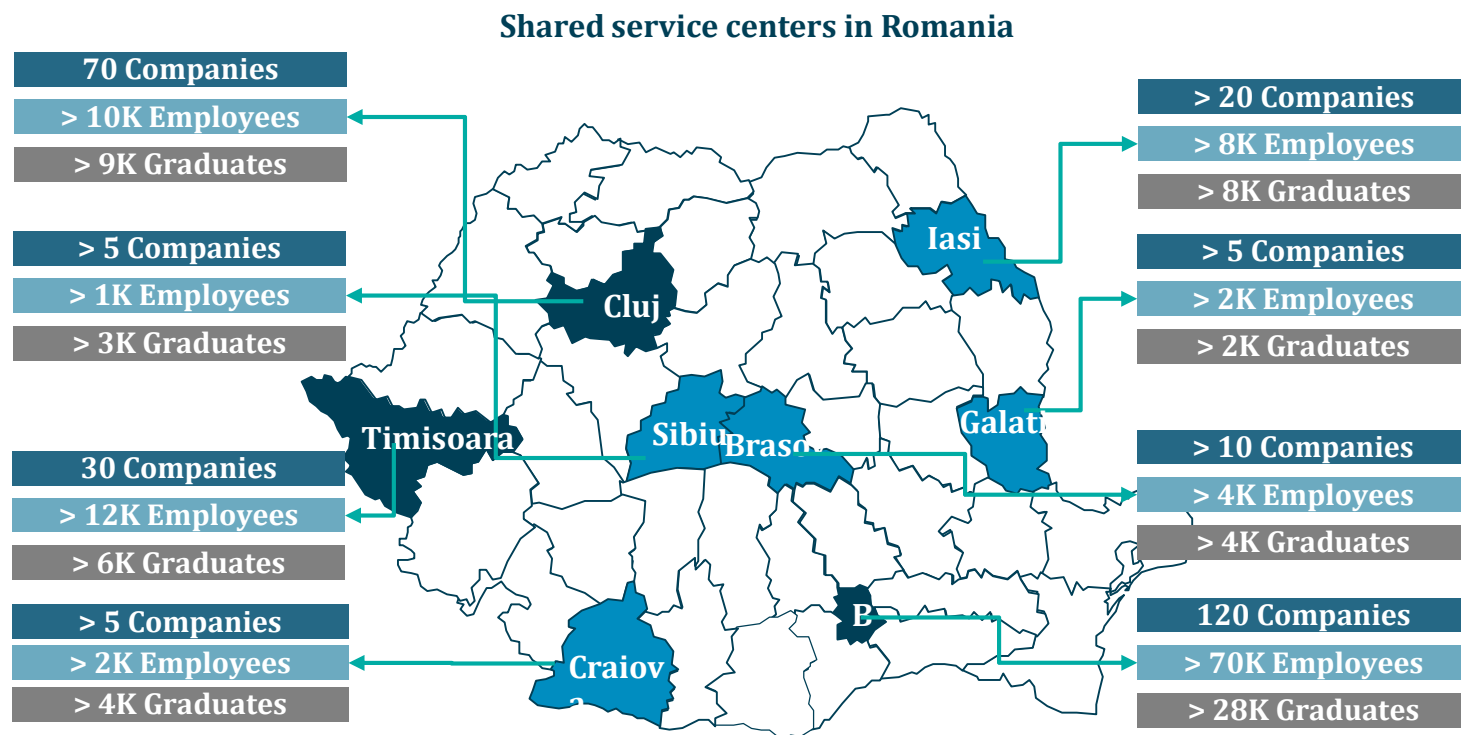 Shared service centers in Romania
70 Companies
> 10K Employees
> 9K Graduates
> 5 Companies
> 1K Employees
> 3K Graduates
30 Companies
> 12K Employees
> 6K Graduates
> 5 Companies
> 2K Employees
> 4K Graduates
Cluj
Timisoara
Sibiu
Braso
Craiov
Iasi
Galati
B
> 20 Companies
> 8K Employees
> 8K Graduates
> 5 Companies
> 2K Employees
> 2K Graduates
> 10 Companies
> 4K Employees
> 4K Graduates
120 Companies
> 70K Employees
> 28K Graduates